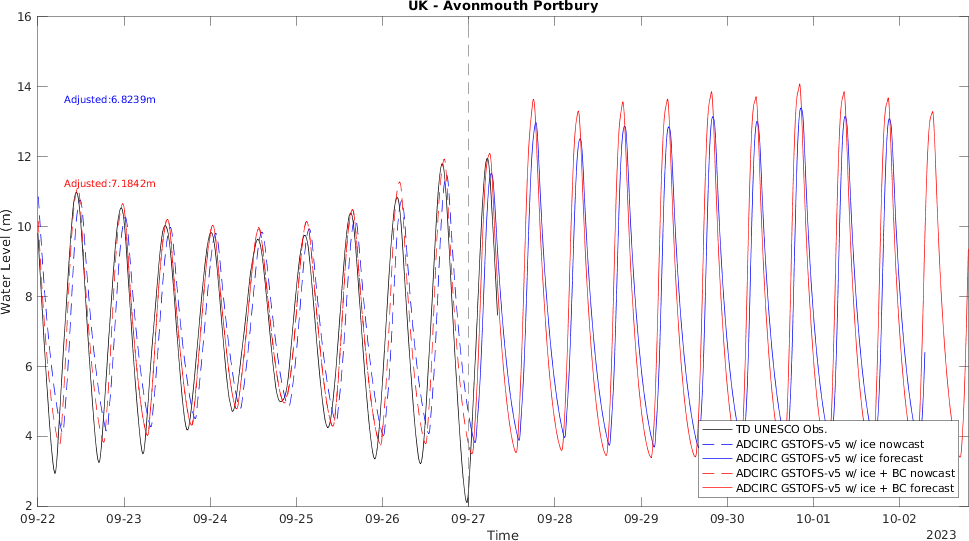 UK - Avonmouth Portbury
16
14
12
10
8
6
4
2
Water Level (m)
Adjusted:6.8239m
Adjusted:7.1842m
TD UNESCO Obs.
ADCIRC GSTOFS-v5 w/ ice nowcast
ADCIRC GSTOFS-v5 w/ ice forecast
ADCIRC GSTOFS-v5 w/ ice + BC nowcast
ADCIRC GSTOFS-v5 w/ ice + BC forecast
09-22 09-23 09-24 09-25 09-26 09-27 09-28 09-29 09-30 10-01 10-02
Time
2023